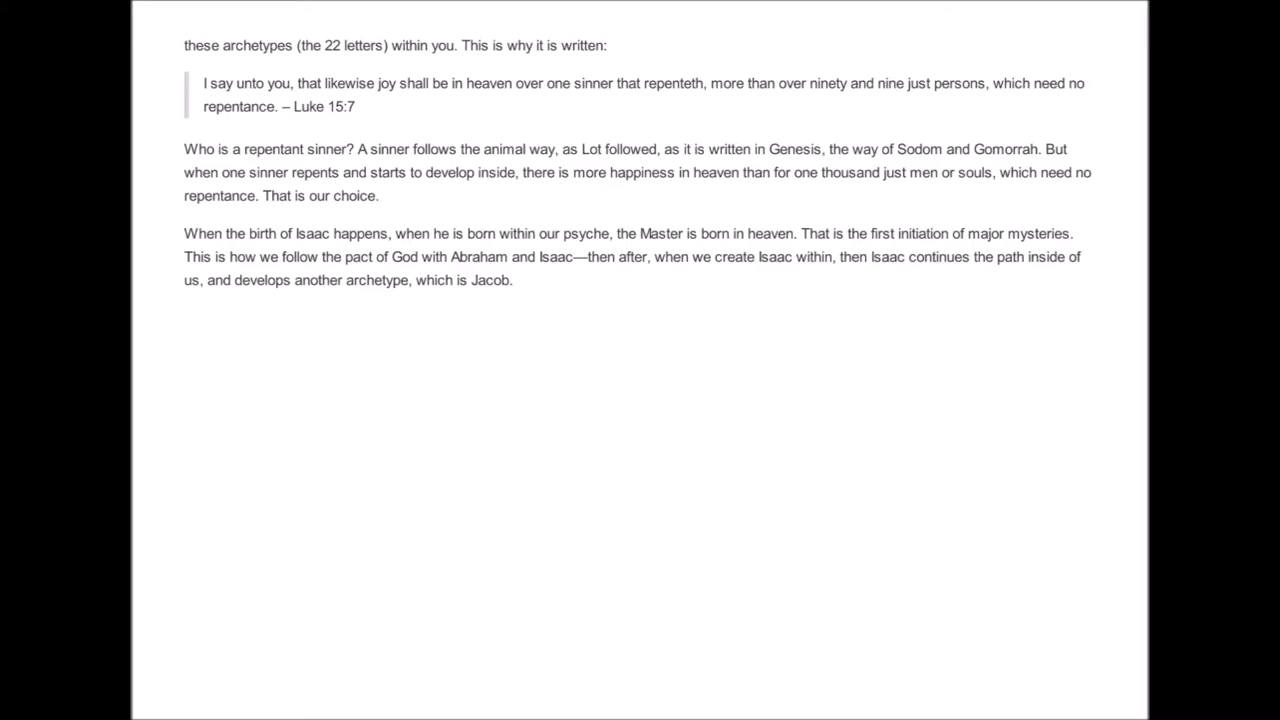 these archetypes (the 22 letters) within you. This is why it is written:
I say unto you, that likewise joy shall be in heaven over one sinner that repenteth, more than over ninety and nine just persons, which need no
repentance. – Luke 15:7
Who is a repentant sinner? A sinner follows the animal way, as Lot followed, as it is written in Genesis, the way of Sodom and Gomorrah. But
when one sinner repents and starts to develop inside, there is more happiness in heaven than for one thousand just men or souls, which need no
repentance. That is our choice.
When the birth of Isaac happens, when he is born within our psyche, the Master is born in heaven. That is the first initiation of major mysteries.
This is how we follow the pact of God with Abraham and Isaac—then after, when we create Isaac within, then Isaac continues the path inside of
us, and develops another archetype, which is Jacob.